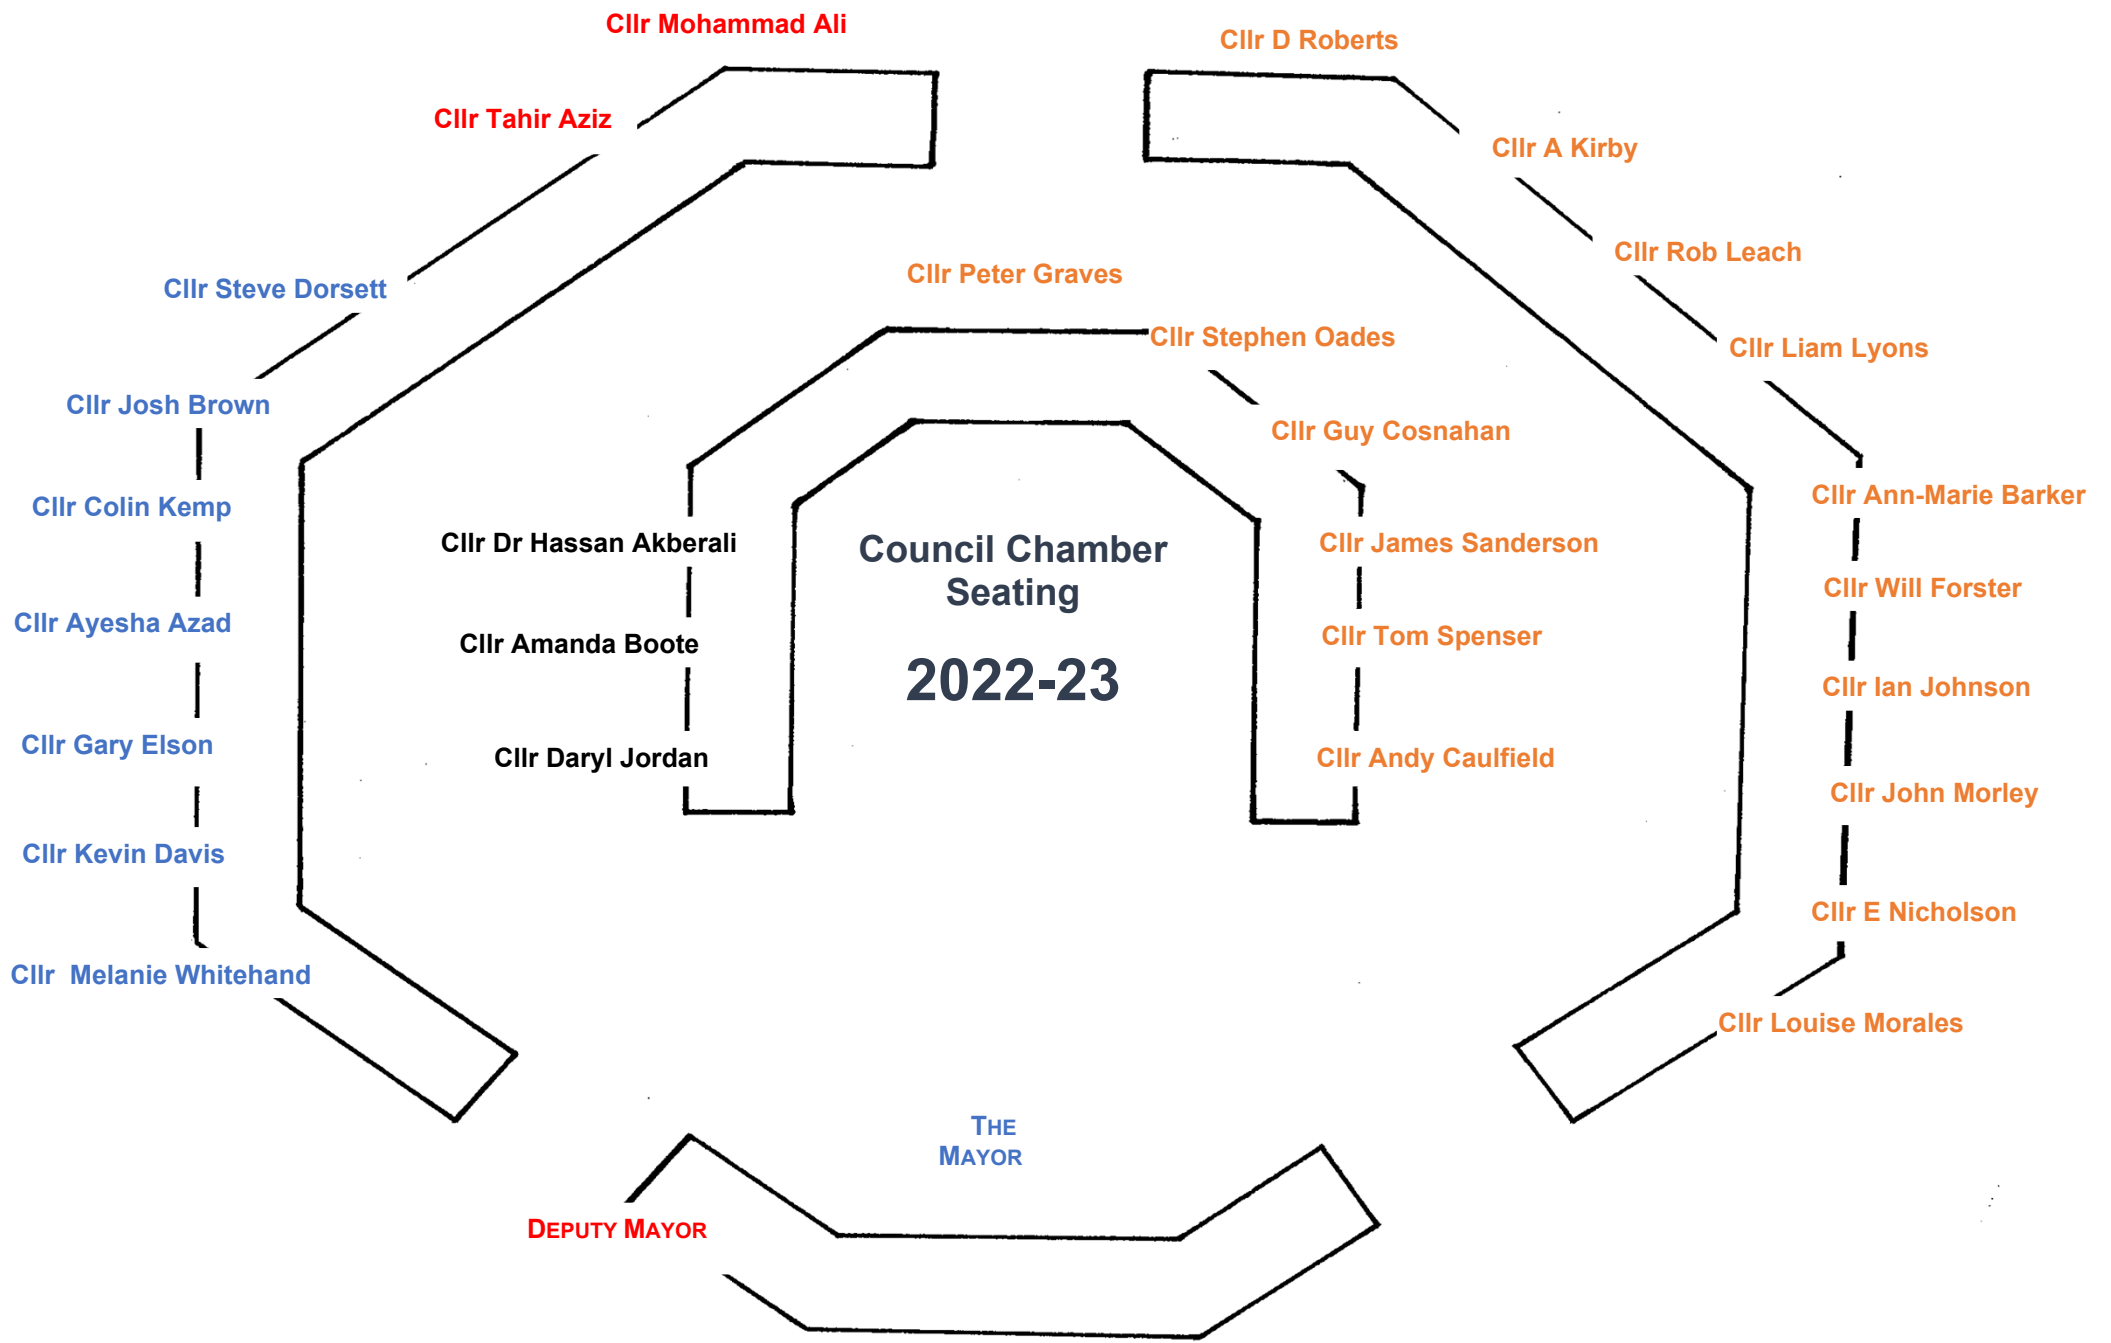 Cllr Mohammad Ali
Cllr D Roberts
Cllr Tahir Aziz
Cllr A Kirby
Cllr Rob Leach
Cllr Peter Graves
Cllr Steve Dorsett
Cllr Stephen Oades
Cllr Liam Lyons
Cllr Josh Brown
Cllr Guy Cosnahan
Cllr Ann-Marie Barker
Cllr Colin Kemp
Cllr Dr Hassan Akberali
Council Chamber
Seating
2022-23
Cllr James Sanderson
Cllr Will Forster
Cllr Ayesha Azad
Cllr Amanda Boote
Cllr Tom Spenser
Cllr Ian Johnson
Cllr Gary Elson
Cllr Daryl Jordan
Cllr Andy Caulfield
Cllr John Morley
Cllr Kevin Davis
Cllr E Nicholson
Cllr  Melanie Whitehand
Cllr Louise Morales
THE
MAYOR
DEPUTY MAYOR